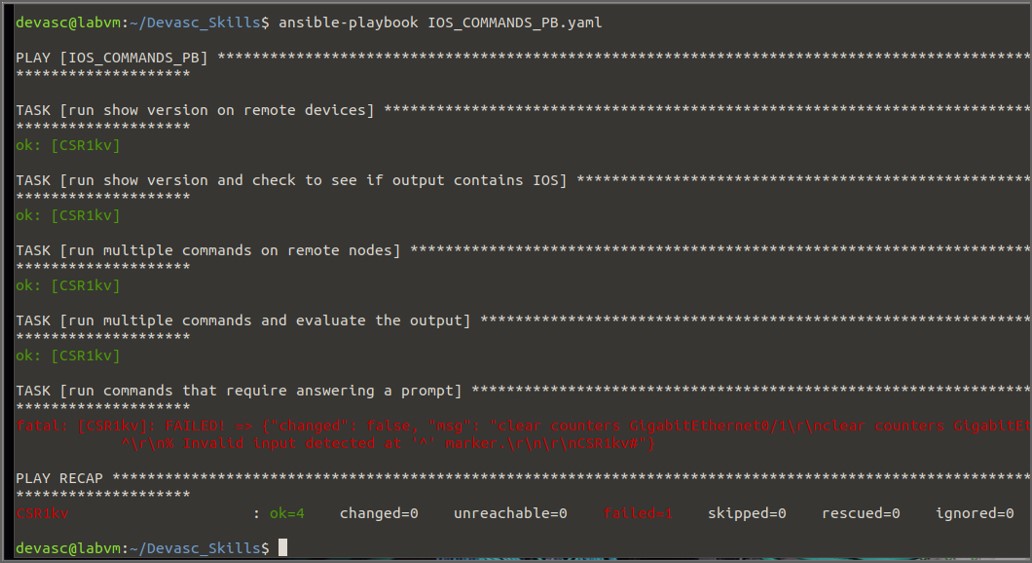 devasc@labvm:~/Devasc_Skills$ ansible-playbook IOS_COMMANDS_PB.yaml
PLAY [IOS_COMMANDS_PB] *********************************************************************************************
********************
TASK [run show version on remote devices] **************************************************************************
********************
ok: [CSR1kv]
TASK [run show version and check to see if output contains IOS] ****************************************************
********************
ok: [CSR1kv]
TASK [run multiple commands on remote nodes] ***********************************************************************
********************
ok: [CSR1kv]
TASK [run multiple commands and evaluate the output] ***************************************************************
********************
ok: [CSR1kv]
TASK [run commands that require answering a prompt] ****************************************************************
********************
fatal: [CSR1kv]: FAILED! => {"changed": false, "msg": "clear counters GigabitEthernet0/1\r\nclear counters GigabitEt
^\r\n% Invalid input detected at '^' marker.\r\n\r\nCSR1kv#"}
PLAY RECAP *********************************************************************************************************
********************
CSR1kv : ok=4 changed=0 unreachable=0 failed=1 skipped=0 rescued=0 ignored=0
devasc@labvm:~/Devasc_Skills$